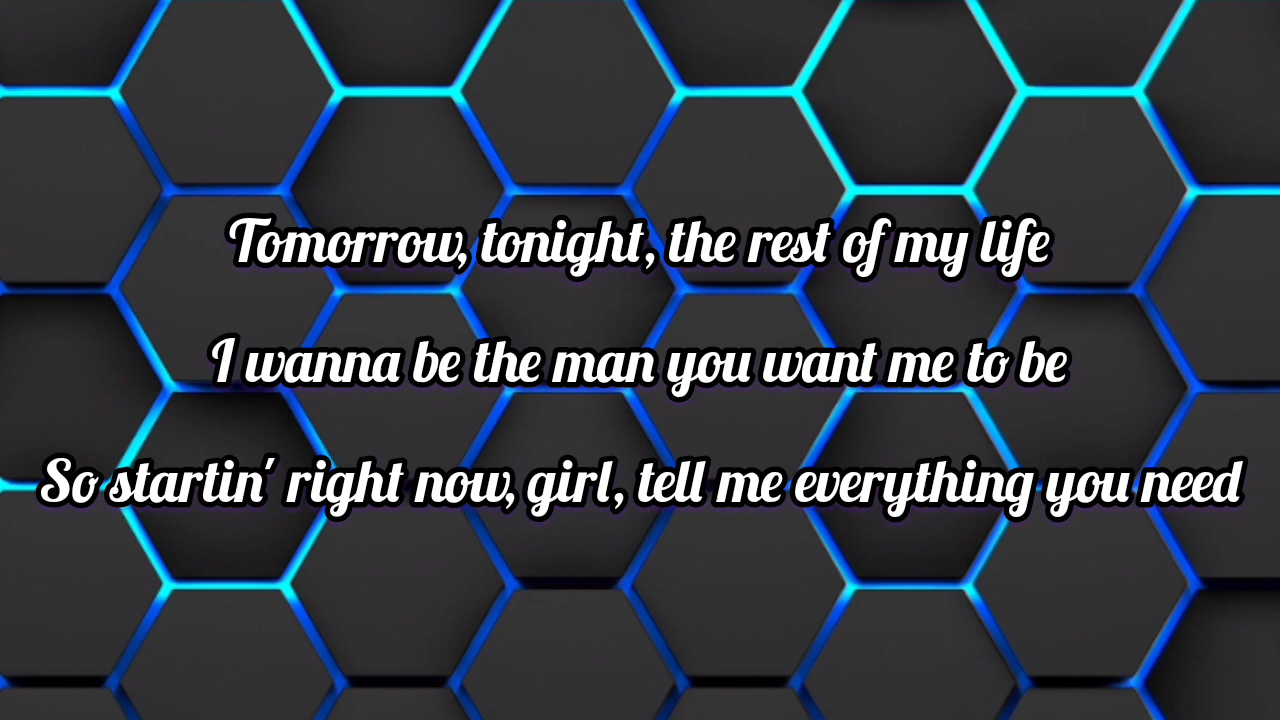 Tomorrow, tonight, the rest of my life
I wanna be the man you want me to be
So startin' right now, girl, tell me everything you need